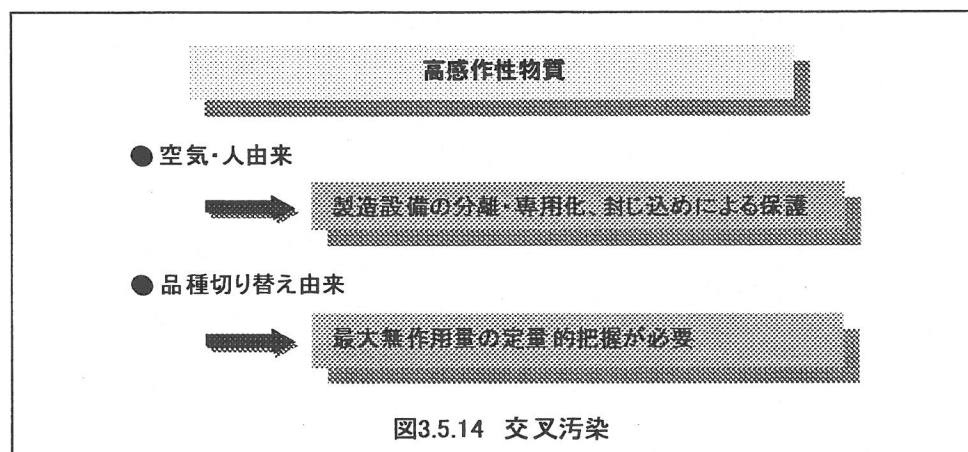 高感作性物質
●空気・人由来
製造設備の分離・専用化、封じ込めによる保護
●品種切り替え由来
最大無作用量の定量的把握が必要
図3.5.14 交叉汚染